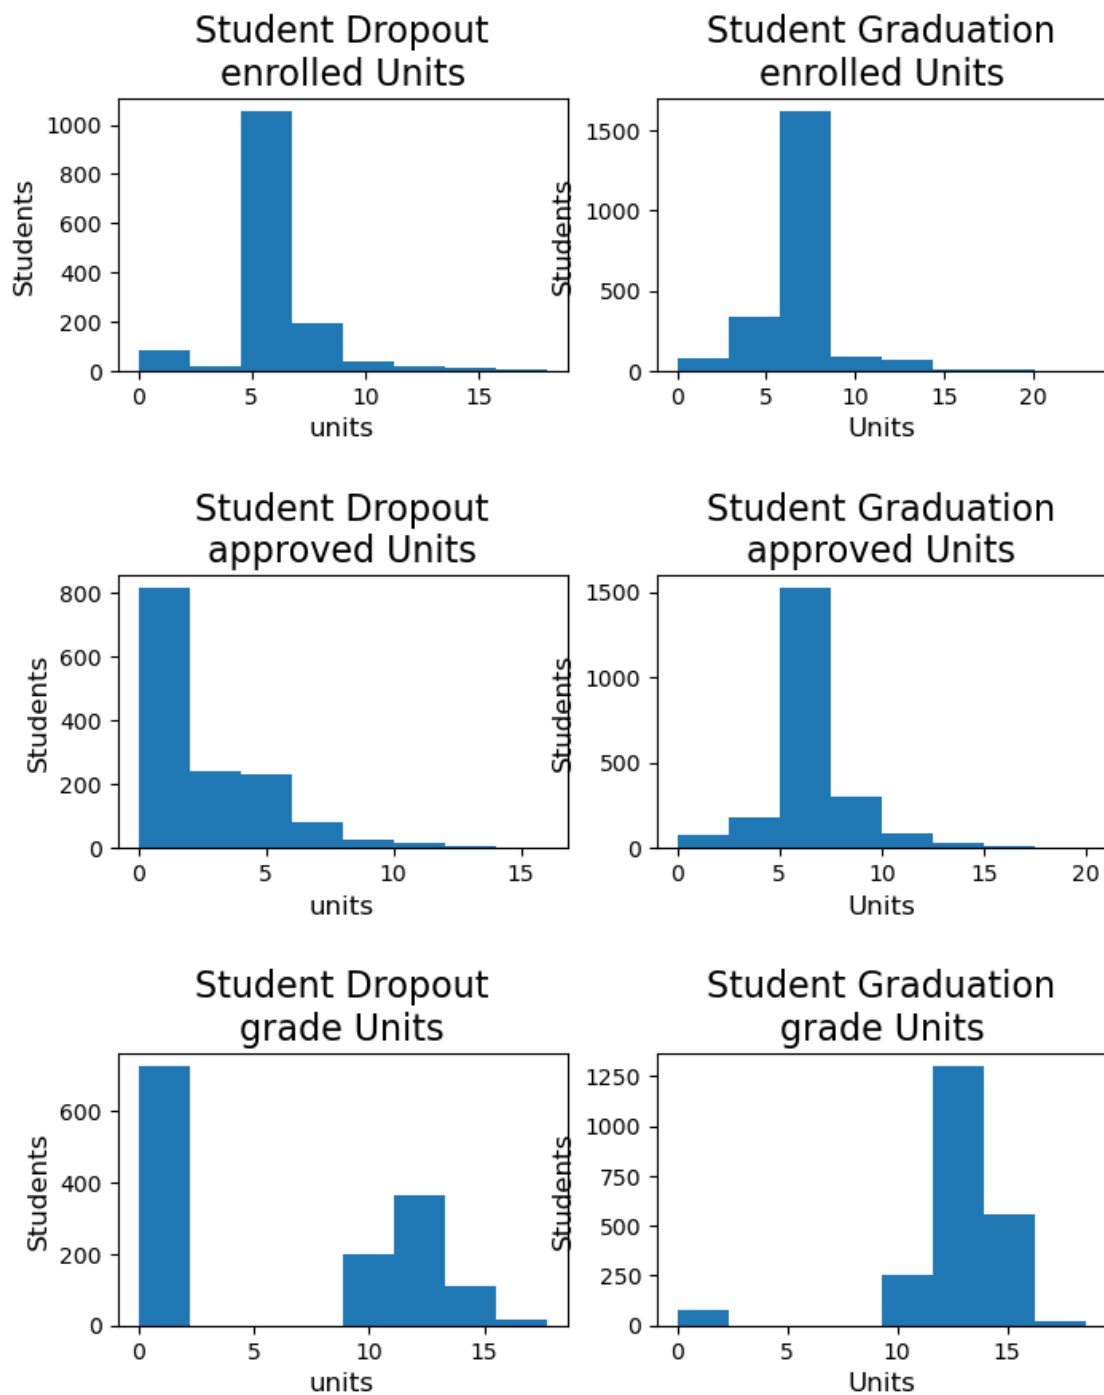 Student Dropout
enrolled Units
Students
1000
800
600
400
200
0
0 5 10 15
units
Student Graduation
enrolled Units
Students
1500
1000
500
0
0 5 10 15 20
Units
Student Dropout
approved Units
Students
800
600
400
200
0
0 5 10 15
units
Student Graduation
approved Units
Students
1500
1000
500
0
0 5 10 15 20
Units
Student Dropout
grade Units
Students
600
400
200
0
0 5 10 15
units
Student Graduation
grade Units
Students
1250
1000
750
500
250
0
0 5 10 15
Units